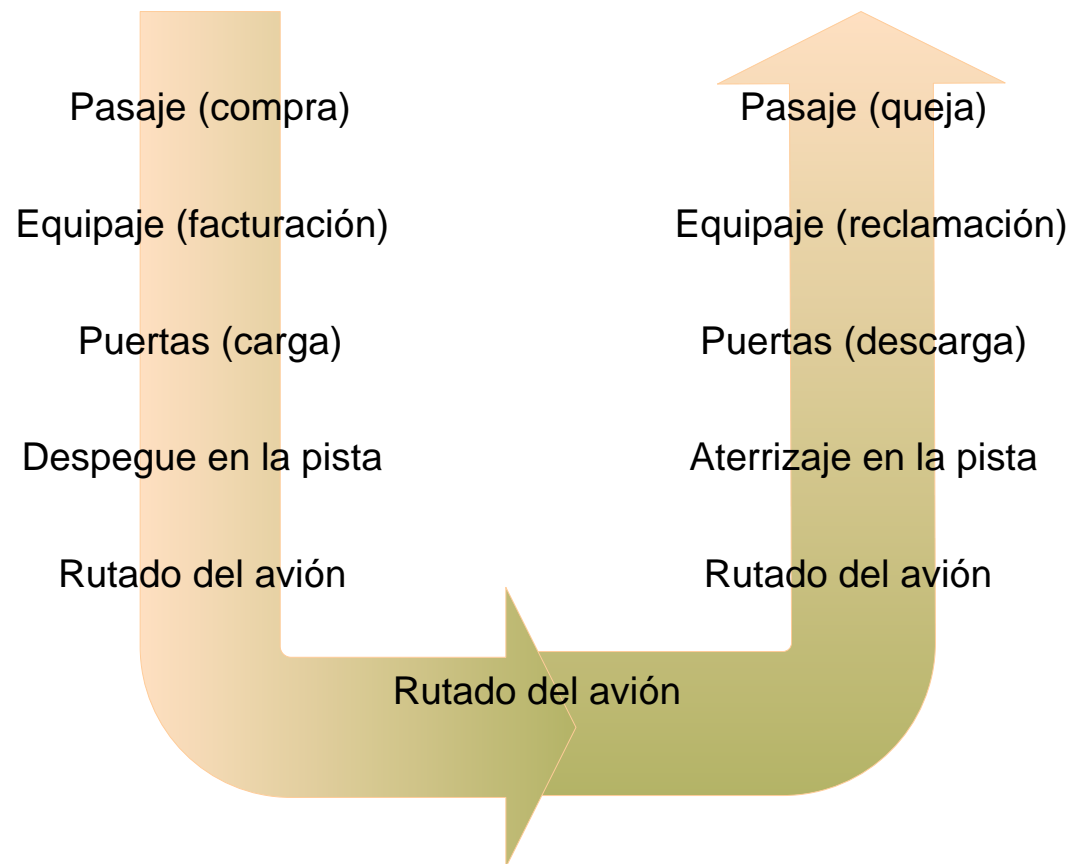 Pasaje (compra)
Pasaje (queja)
Equipaje (facturación)
Equipaje (reclamación)
Puertas (carga)
Puertas (descarga)
Despegue en la pista
Aterrizaje en la pista
Rutado del avión
Rutado del avión
Rutado del avión